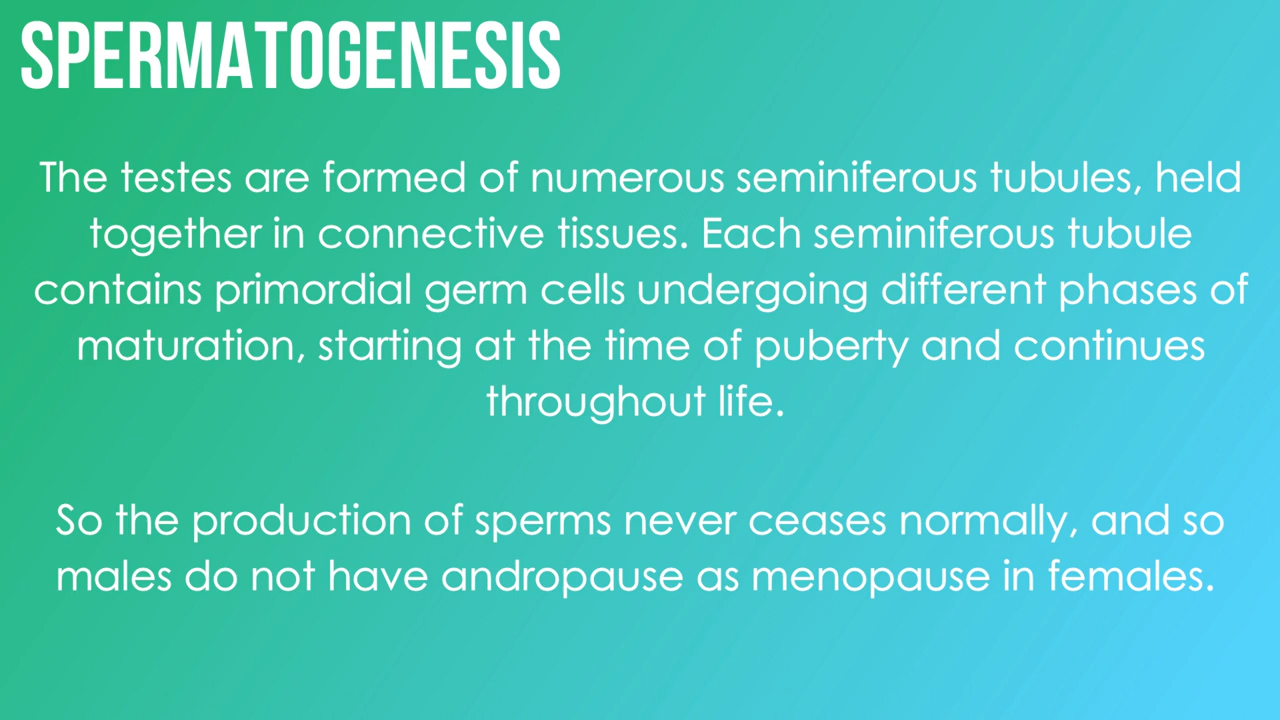 SPERMATOGENESIS
The testes are formed of numerous seminiferous tubules, held
together in connective tissues. Each seminiferous tubule
contains primordial germ cells undergoing different phases of
maturation, starting at the time of puberty and continues
throughout life.
So the production of sperms never ceases normally, and so
males do not have andropause as menopause in females.